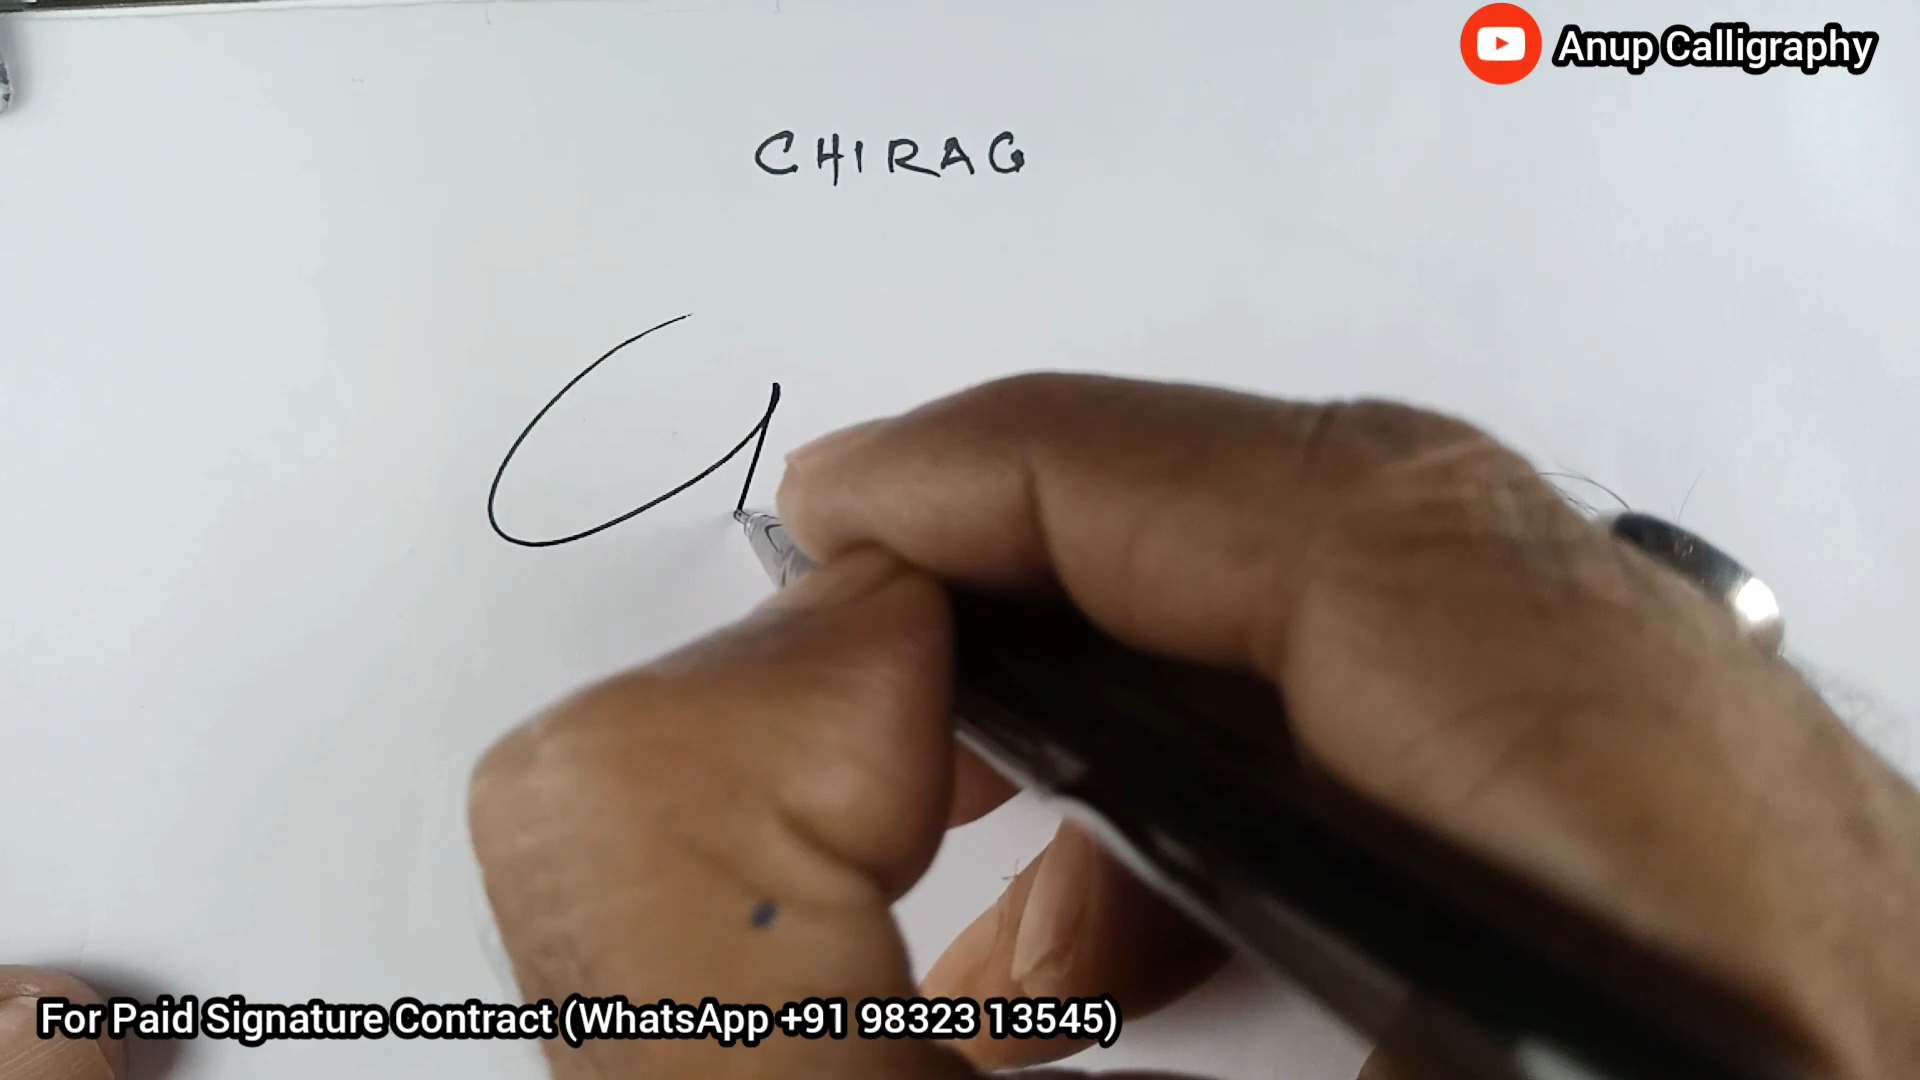 Anup Calligraphy
CHIRAG
For Paid Signature Contract (WhatsApp +91 98323 13545)